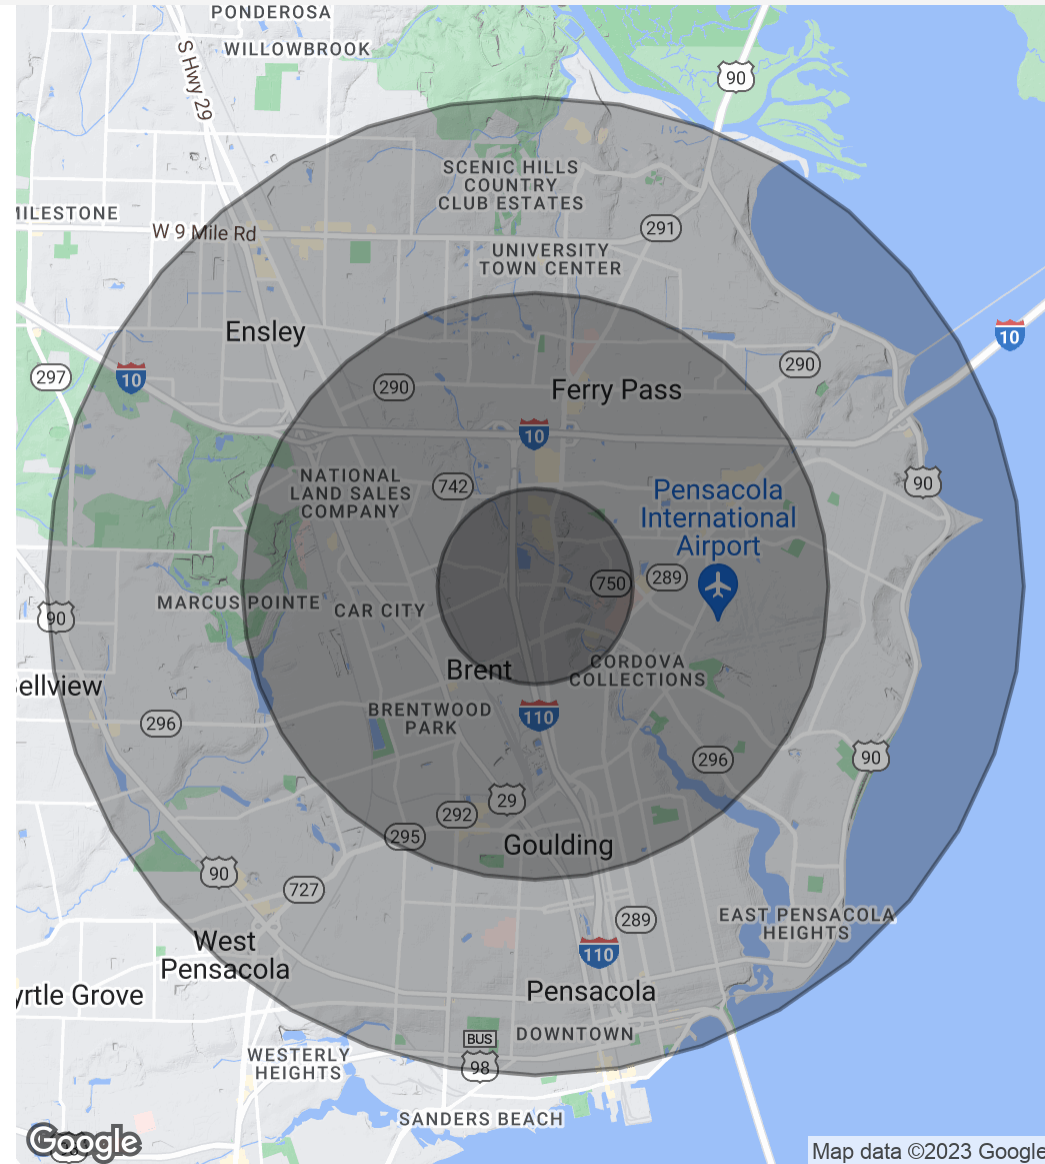 PONDEROSA
WILLOWBROOK
S Hwy 29
90
SCENIC HILLS
COUNTRY
CLUB ESTATES
MILESTONE
W 9 Mile Rd
291
UNIVERSITY
TOWN CENTER
Ensley
10
297
10
290
290
Ferry Pass
10
NATIONAL
LAND SALES
COMPANY
742
90
Pensacola
International
Airport
750
289
MARCUS POINTE
CAR CITY
90
Brent
CORDOVA
COLLECTIONS
ellview
BRENTWOOD
PARK
110
296
296
90
29
292
295
Goulding
90
727
289
EAST PENSACOLA
HEIGHTS
West
Pensacola
110
Pensacola
yrtle Grove
DOWNTOWN
BUS
98
WESTERLY
HEIGHTS
SANDERS BEACH
Google
Map data ©2023 Google